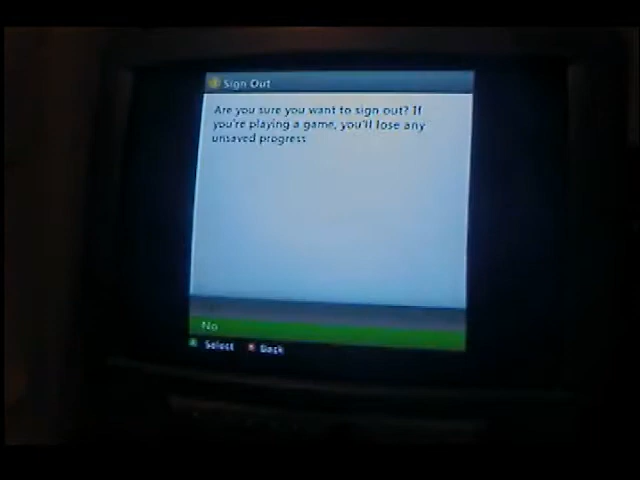 Sign Out
Are you sure you want to sign out? If
you're playing a game, you'll lose any
unsaved progress
No
A Select B Back